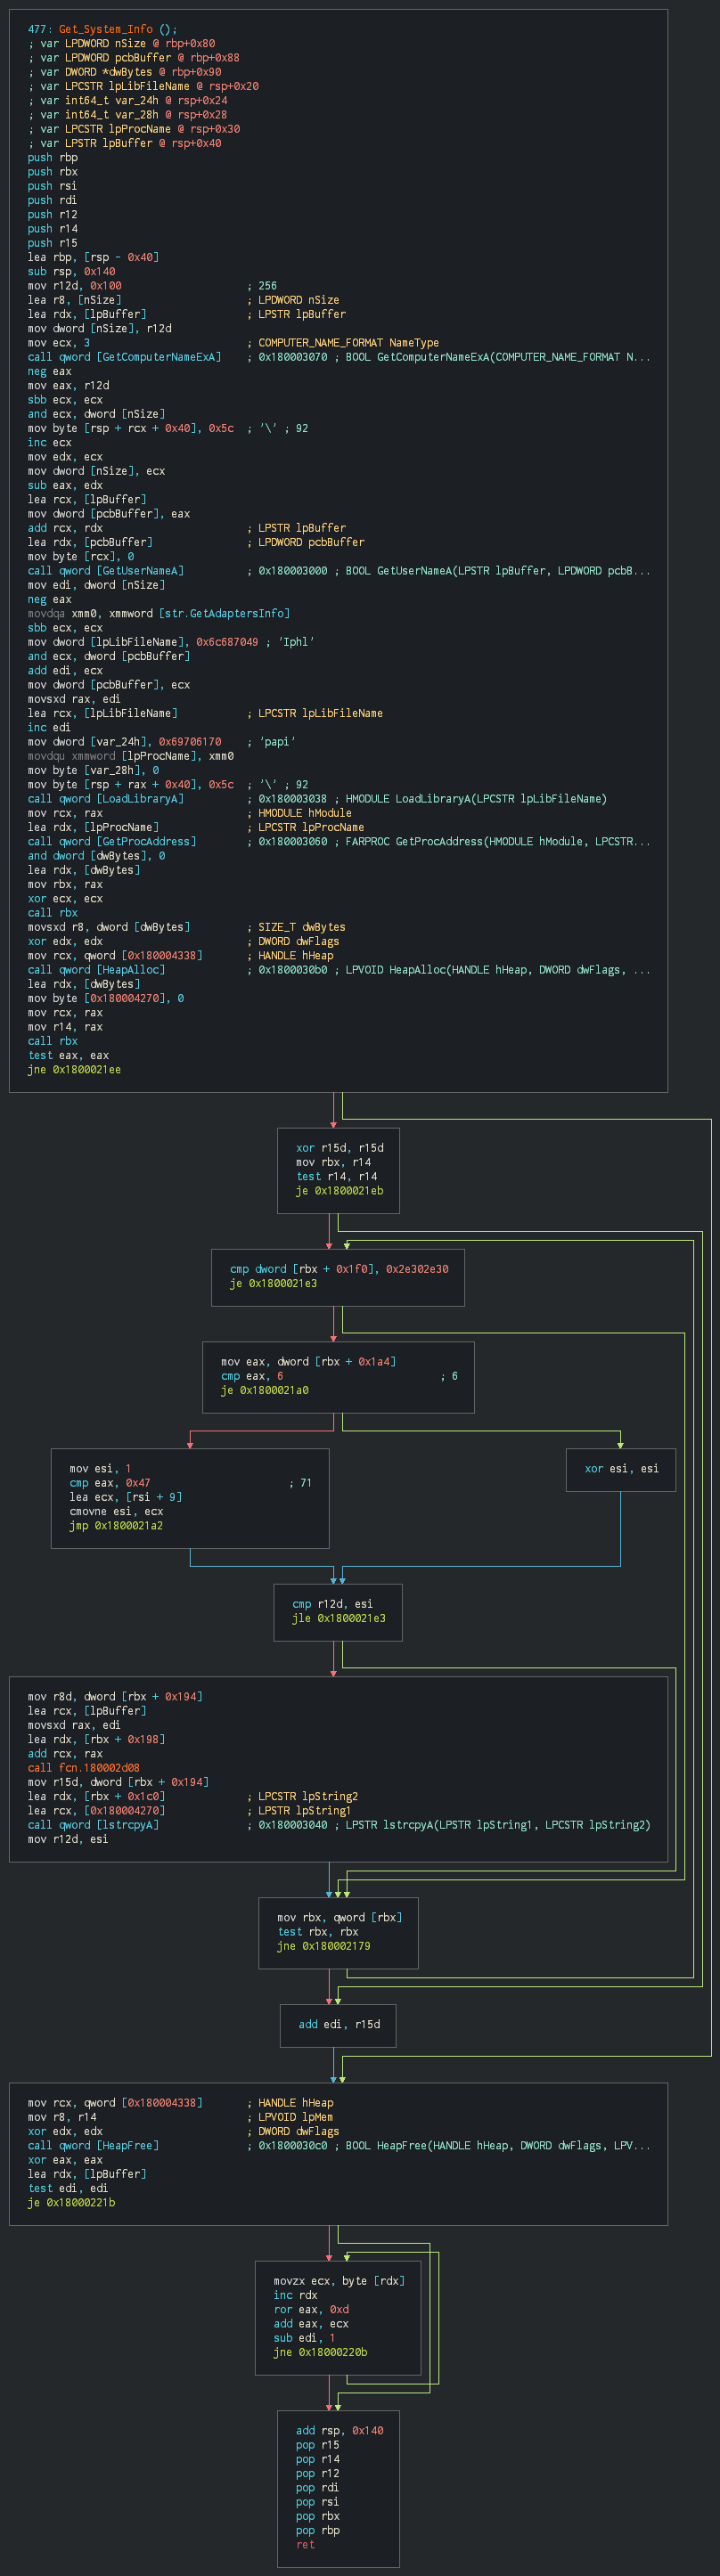 477: Get_System_Info ();
; var LPDWORD nSize @ rbp+0x80
; var LPDWORD pcbBuffer @ rbp+0x88
; var DWORD *dwBytes @ rbp+0x90
; var LPCSTR lpLibFileName @ rsp+0x20
; var int64_t var_24h @ rsp+0x24
; var int64_t var_28h @ rsp+0x28
; var LPCSTR lpProcName @ rsp+0x30
; var LPSTR lpBuffer @ rsp+0x40
push rbp
push rbx
push rsi
push rdi
push r12
push r14
push r15
lea rbp, [rsp - 0x40]
sub rsp, 0x140
mov r12d, 0x100 ; 256
lea r8, [nSize] ; LPDWORD nSize
lea rdx, [lpBuffer] ; LPSTR lpBuffer
mov dword [nSize], r12d
mov ecx, 3 ; COMPUTER_NAME_FORMAT NameType
call qword [GetComputerNameExA] ; 0x180003070 ; BOOL GetComputerNameExA(COMPUTER_NAME_FORMAT N...
neg eax
mov eax, r12d
sbb ecx, ecx
and ecx, dword [nSize]
mov byte [rsp + rcx + 0x40], 0x5c ; '\' ; 92
inc ecx
mov edx, ecx
mov dword [nSize], ecx
sub eax, edx
lea rcx, [lpBuffer]
mov dword [pcbBuffer], eax
add rcx, rdx ; LPSTR lpBuffer
lea rdx, [pcbBuffer] ; LPDWORD pcbBuffer
mov byte [rcx], 0
call qword [GetUserNameA] ; 0x180003000 ; BOOL GetUserNameA(LPSTR lpBuffer, LPDWORD pcbB...
mov edi, dword [nSize]
neg eax
movdqa xmm0, xmmword [str.GetAdaptersInfo]
sbb ecx, ecx
mov dword [lpLibFileName], 0x6c687049 ; 'Iphl'
and ecx, dword [pcbBuffer]
add edi, ecx
mov dword [pcbBuffer], ecx
movsxd rax, edi
lea rcx, [lpLibFileName] ; LPCSTR lpLibFileName
inc edi
mov dword [var_24h], 0x69706170 ; 'papi'
movdqu xmmword [lpProcName], xmm0
mov byte [var_28h], 0
mov byte [rsp + rax + 0x40], 0x5c ; '\' ; 92
call qword [LoadLibraryA] ; 0x180003038 ; HMODULE LoadLibraryA(LPCSTR lpLibFileName)
mov rcx, rax ; HMODULE hModule
lea rdx, [lpProcName] ; LPCSTR lpProcName
call qword [GetProcAddress] ; 0x180003060 ; FARPROC GetProcAddress(HMODULE hModule, LPCSTR...
and dword [dwBytes], 0
lea rdx, [dwBytes]
mov rbx, rax
xor ecx, ecx
call rbx
movsxd r8, dword [dwBytes] ; SIZE_T dwBytes
xor edx, edx ; DWORD dwFlags
mov rcx, qword [0x180004338] ; HANDLE hHeap
call qword [HeapAlloc] ; 0x1800030b0 ; LPVOID HeapAlloc(HANDLE hHeap, DWORD dwFlags, ...
lea rdx, [dwBytes]
mov byte [0x180004270], 0
mov rcx, rax
mov r14, rax
call rbx
test eax, eax
jne 0x1800021ee
xor r15d, r15d
mov rbx, r14
test r14, r14
je 0x1800021eb
cmp dword [rbx + 0x1f0], 0x2e302e30
je 0x1800021e3
mov eax, dword [rbx + 0x1a4]
cmp eax, 6 ; 6
je 0x1800021a0
mov esi, 1
cmp eax, 0x47 ; 71
lea ecx, [rsi + 9]
cmovne esi, ecx
jmp 0x1800021a2
xor esi, esi
cmp r12d, esi
jle 0x1800021e3
mov r8d, dword [rbx + 0x194]
lea rcx, [lpBuffer]
movsxd rax, edi
lea rdx, [rbx + 0x198]
add rcx, rax
call fcn.180002d08
mov r15d, dword [rbx + 0x194]
lea rdx, [rbx + 0x1c0] ; LPCSTR lpString2
lea rcx, [0x180004270] ; LPSTR lpString1
call qword [lstrcpyA] ; 0x180003040 ; LPSTR lstrcpyA(LPSTR lpString1, LPCSTR lpString2)
mov r12d, esi
mov rbx, qword [rbx]
test rbx, rbx
jne 0x180002179
add edi, r15d
mov rcx, qword [0x180004338] ; HANDLE hHeap
mov r8, r14 ; LPVOID lpMem
xor edx, edx ; DWORD dwFlags
call qword [HeapFree] ; 0x1800030c0 ; BOOL HeapFree(HANDLE hHeap, DWORD dwFlags, LPV...
xor eax, eax
lea rdx, [lpBuffer]
test edi, edi
je 0x18000221b
movzx ecx, byte [rdx]
inc rdx
ror eax, 0xd
add eax, ecx
sub edi, 1
jne 0x18000220b
add rsp, 0x140
pop r15
pop r14
pop r12
pop rdi
pop rsi
pop rbx
pop rbp
ret